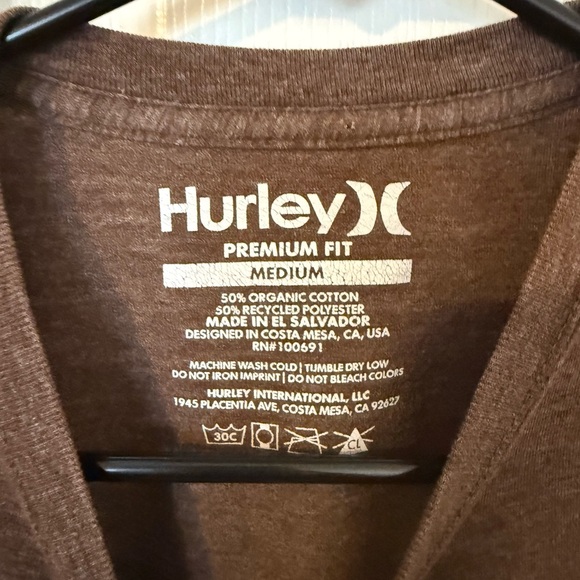 Hurley
PREMIUM FIT
MEDIUM
50% ORGANIC COTTON
50% RECYCLED POLYESTER
MADE IN EL SALVADOR
DESIGNED IN COSTA MESA, CA, USA
RN#100691
MACHINE WASH COLD | TUMBLE DRY LOW
DO NOT IRON IMPRINT | DO NOT BLEACH COLORS
HURLEY INTERNATIONAL, LLC
1945 PLACENTIA AVE, COSTA MESA, CA 92627
30C CL